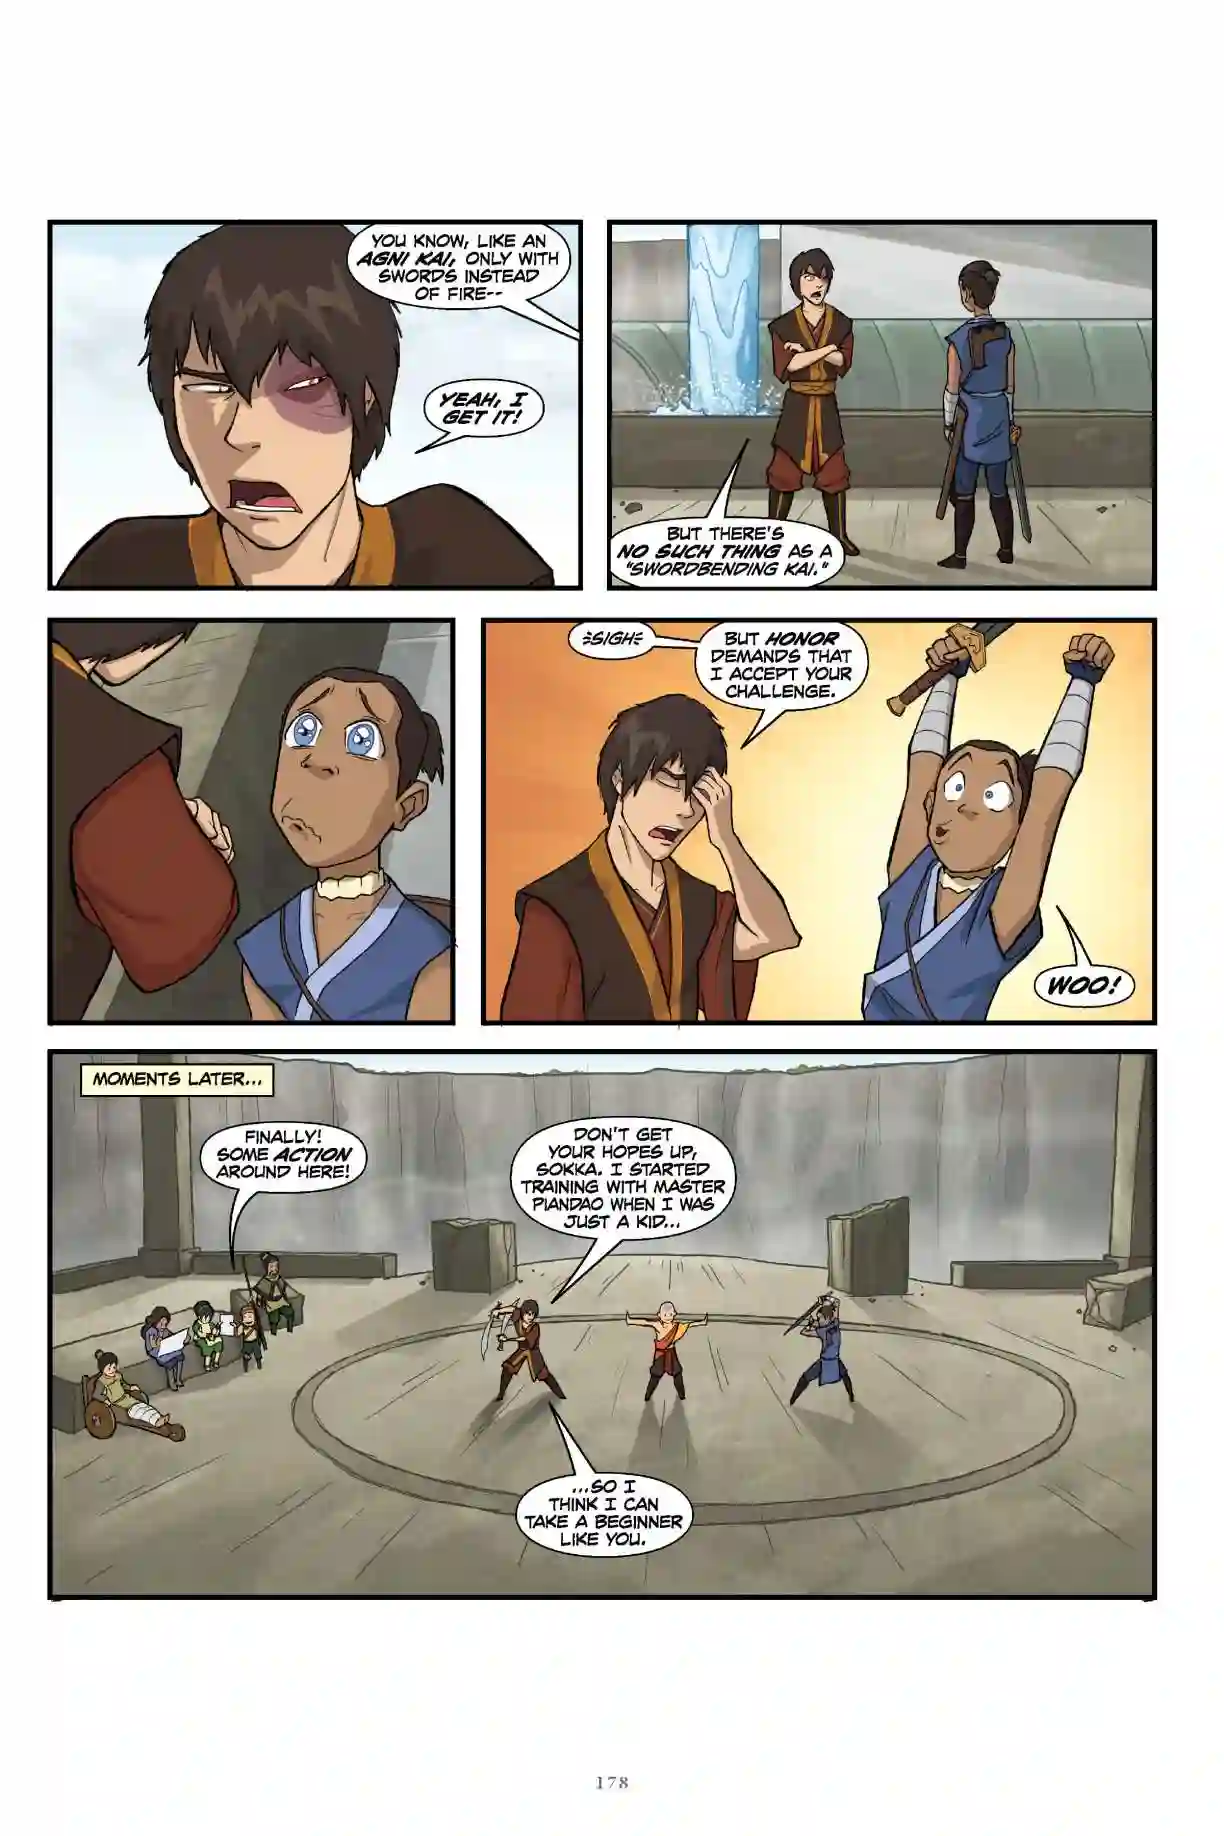 YOU KNOW, LIKE AN
AGNI KAI, ONLY WITH
SWORDS INSTEAD
OF FIRE--
YEAH, I
GET IT!
BUT THERE'S
NO SUCH THING AS A
"SWORDBENDING KAI."
SIGH
BUT HONOR
DEMANDS THAT
I ACCEPT YOUR
CHALLENGE.
WOO!
MOMENTS LATER...
FINALLY!
SOME ACTION
AROUND HERE!
DON'T GET
YOUR HOPES UP,
SOKKA. I STARTED
TRAINING WITH MASTER
PIANDAO WHEN I WAS
JUST A KID...
...SO I
THINK I CAN
TAKE A BEGINNER
LIKE YOU.
178